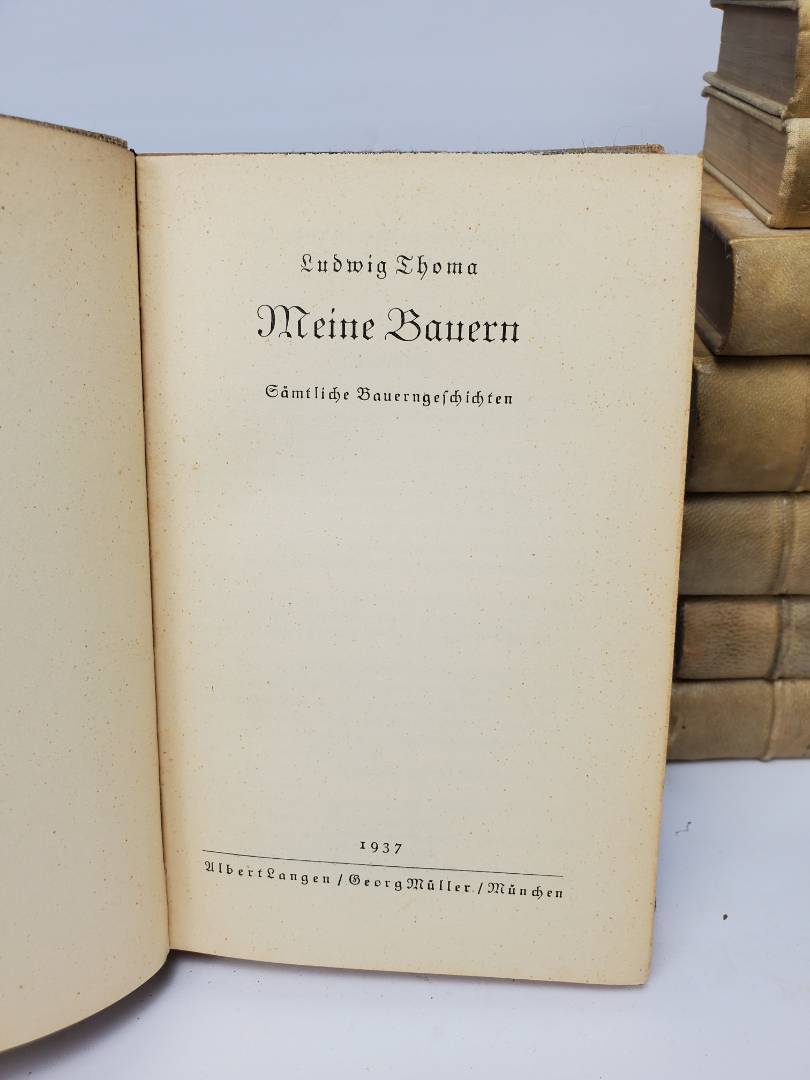 Ludwig Thoma
Meine Bauern
Sämtliche Bauerngeſchichten
1937
Albert Langen / Georg Müller / München